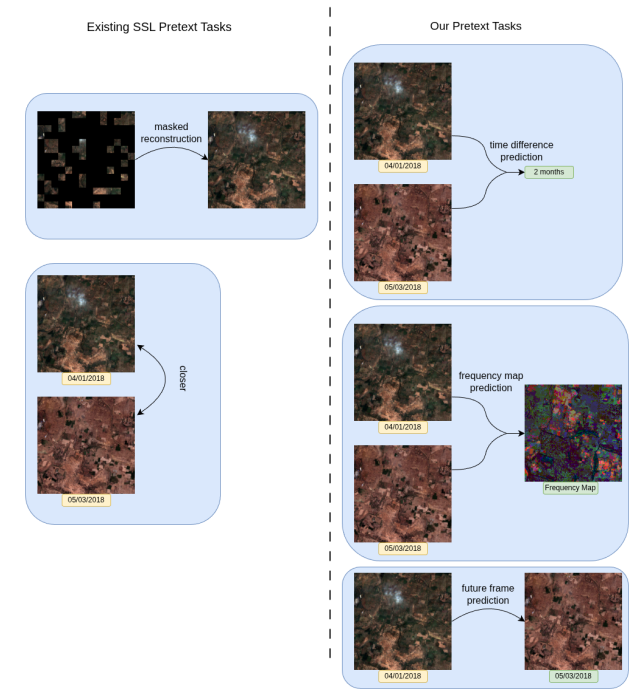 Existing SSL Pretext Tasks
masked
reconstruction
04/01/2018
closer
05/03/2018
Our Pretext Tasks
04/01/2018
time difference
prediction
2 months
05/03/2018
frequency map
prediction
04/01/2018
Frequency Map
05/03/2018
future frame
prediction
04/01/2018
05/03/2018